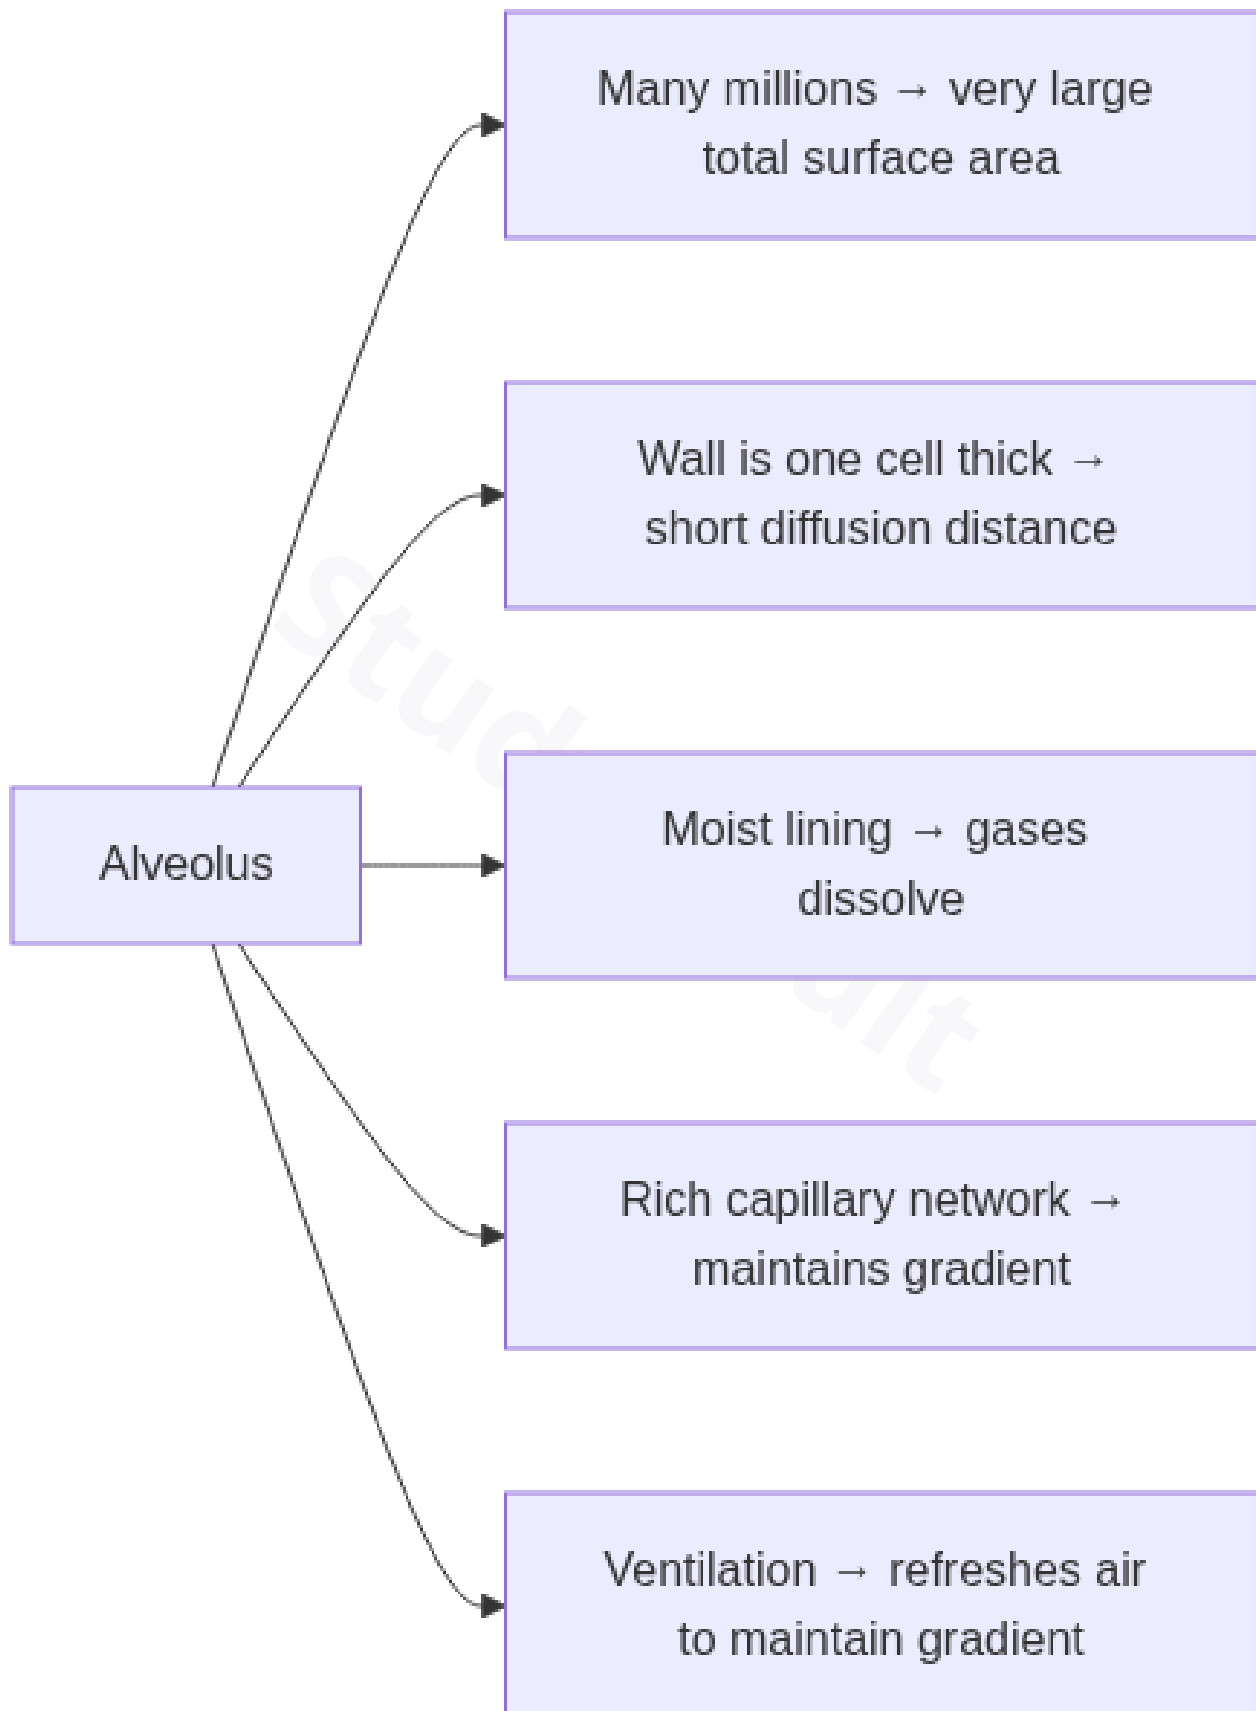 Many millions → very large
total surface area
Wall is one cell thick →
short diffusion distance
Alveolus
Moist lining → gases
dissolve
Rich capillary network →
maintains gradient
Ventilation → refreshes air
to maintain gradient